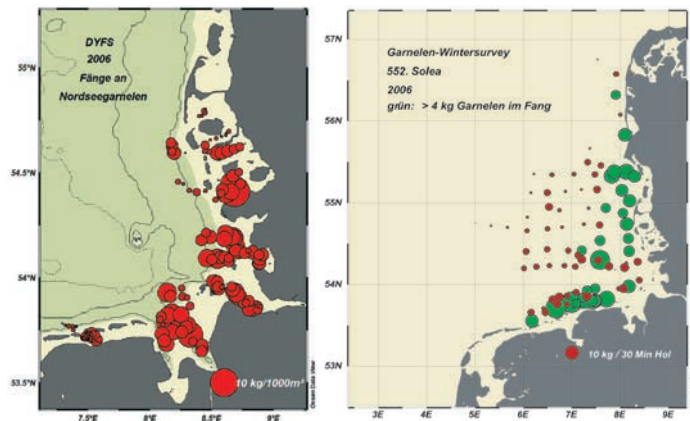 DYFS
2006
Fänge an
Nordseegarnelen
55°N
54.5°N
54°N
53.5°N
7.5°E
8°E
8.5°E
9°E
10 kg/1000m²
Ocean Data View
Garnelen-Wintersurvey
552. Solea
2006
grün: > 4 kg Garnelen im Fang
57N
56N
55N
54N
53N
3E
4E
5E
6E
7E
8E
9E
10 kg / 30 Min Hol